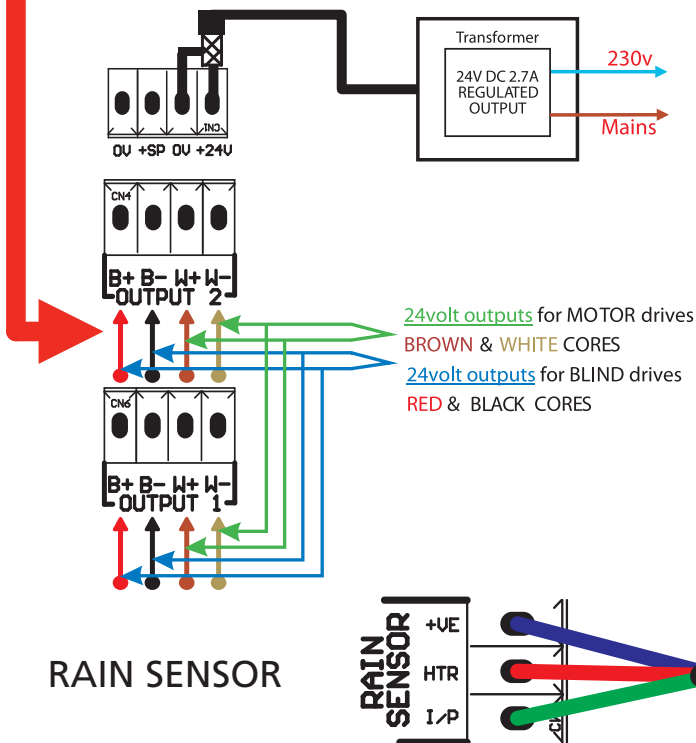 Transformer
24V DC 2.7A
REGULATED
OUTPUT
230v
Mains
CN1
0V +SP 0V +24V
CN4
B+ B- W+ W-
OUTPUT 2
24volt outputs for MOTOR drives
BROWN & WHITE CORES
24volt outputs for BLIND drives
RED & BLACK CORES
CN6
B+ B- W+ W-
OUTPUT 1
RAIN SENSOR
RAIN
SENSOR
+VE
HTR
I/P